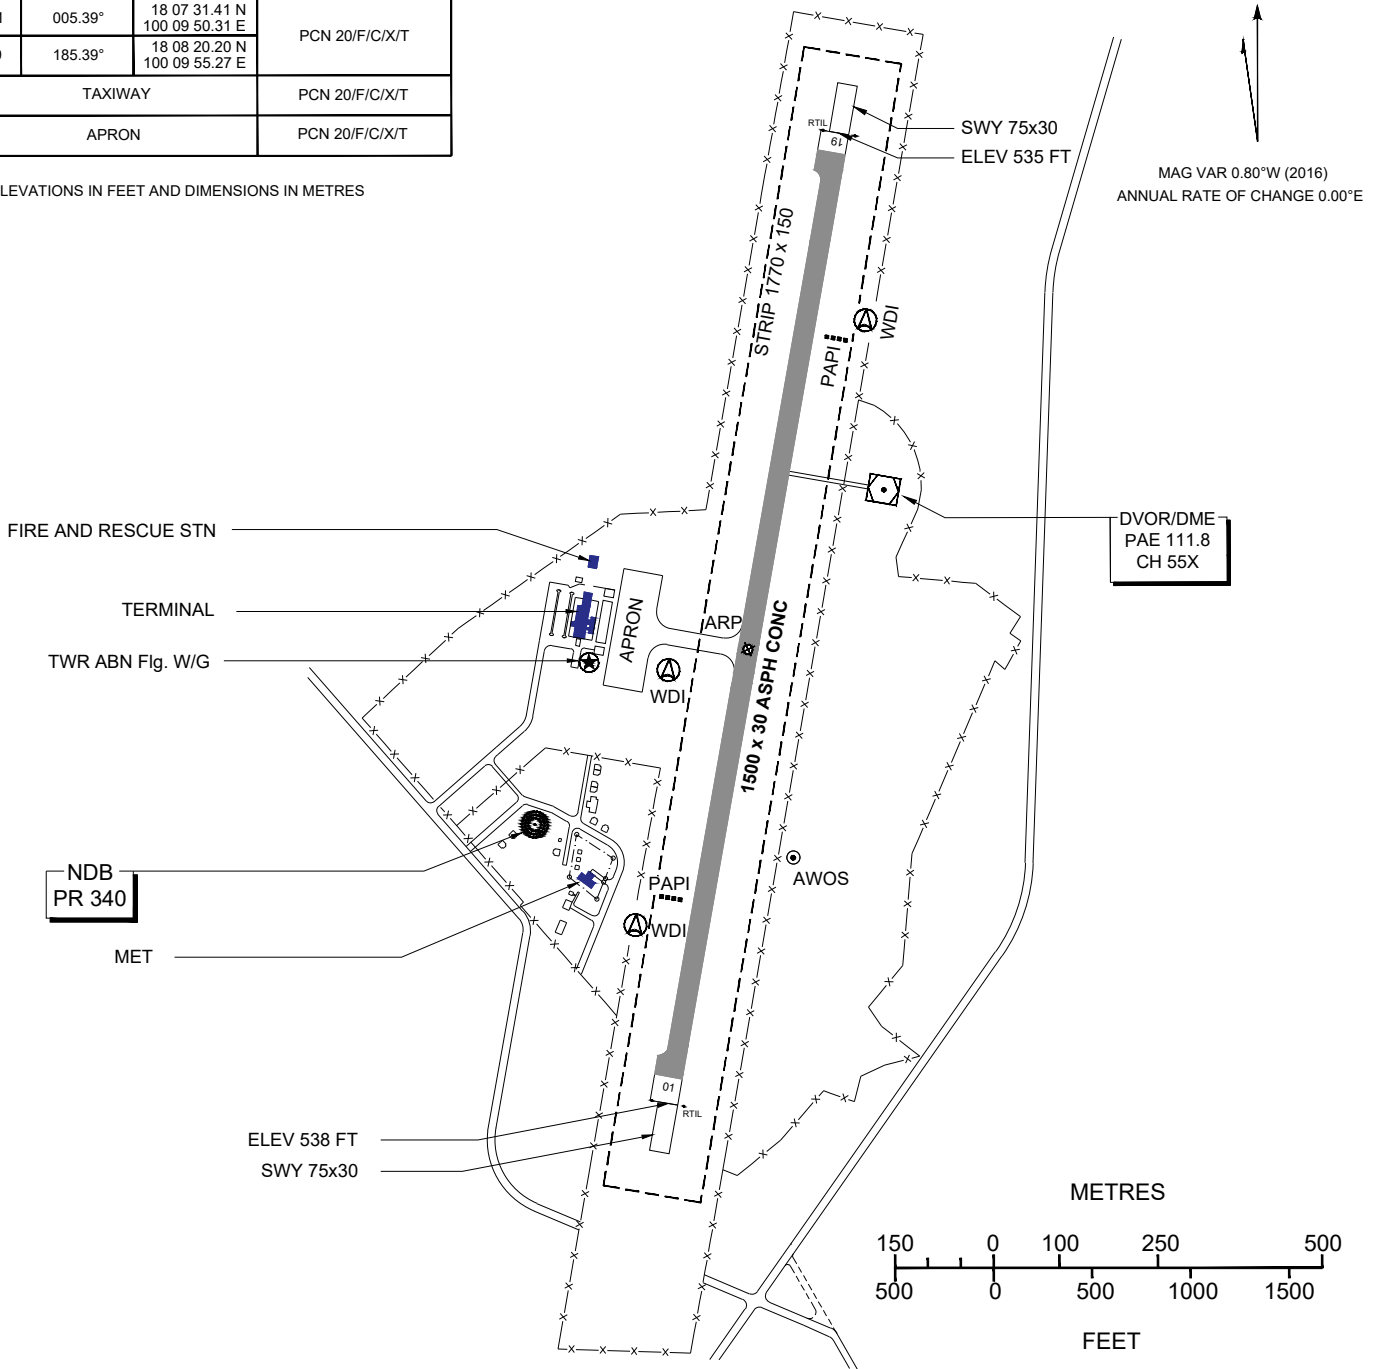 005.39°
18 07 31.41 N
100 09 50.31 E
PCN 20/F/C/X/T
185.39°
18 08 20.20 N
100 09 55.27 E
TAXIWAY
PCN 20/F/C/X/T
APRON
PCN 20/F/C/X/T
LEVATIONS IN FEET AND DIMENSIONS IN METRES
MAG VAR 0.80°W (2016)
ANNUAL RATE OF CHANGE 0.00°E
SWY 75x30
RTIL
19
ELEV 535 FT
STRIP 1770 x 150
WDI
PAPI
DVOR/DME
PAE 111.8
CH 55X
FIRE AND RESCUE STN
TERMINAL
APRON
ARP
TWR ABN Flg. W/G
WDI
1500 x 30 ASPH CONC
NDB
PR 340
PAPI
AWOS
WDI
MET
01
RTIL
ELEV 538 FT
SWY 75x30
METRES
150 0 100 250 500
500 0 500 1000 1500
FEET